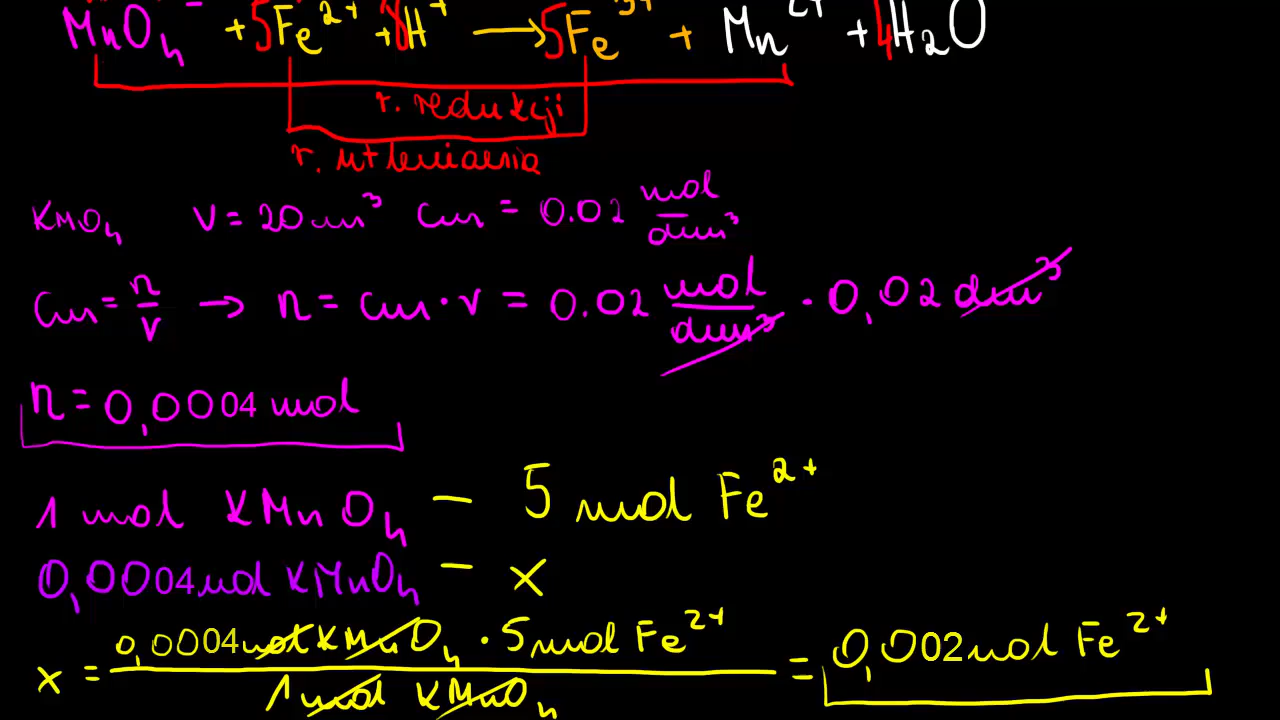 MnO₄⁻ + 5Fe²⁺ + 8H⁺ → 5Fe³⁺ + Mn²⁺ + 4H₂O
r. redukcji
r. utleniania
KMnO₄ V = 20 cm³ Cm = 0.02 mol/dm³
Cm = n/V → n = Cm · V = 0.02 mol/dm³ · 0,02 dm³
n = 0,0004 mol
1 mol KMnO₄ — 5 mol Fe²⁺
0,0004 mol KMnO₄ — x
x = 0,0004 mol KMnO₄ · 5 mol Fe²⁺ / 1 mol KMnO₄ = 0,002 mol Fe²⁺